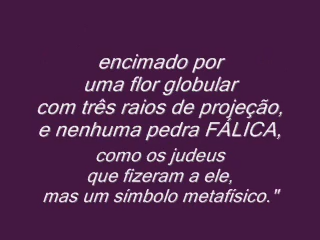 encimado por
uma flor globular
com três raios de projeção,
e nenhuma pedra FÁLICA,
como os judeus
que fizeram a ele,
mas um símbolo metafísico."